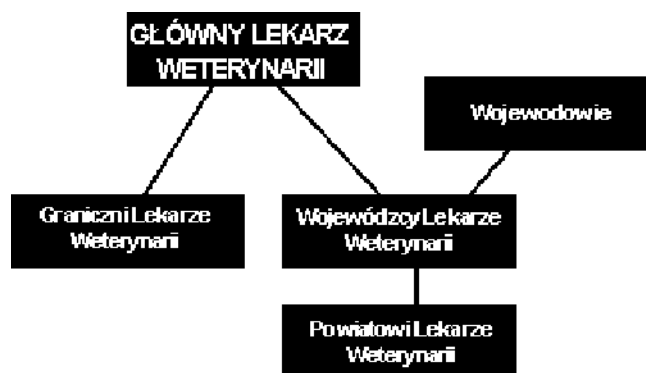 GŁÓWNY LEKARZ
WETERYNARII
Wojewodowie
Graniczni Lekarze
Weterynarii
Wojewódzcy Lekarze
Weterynarii
Powiatowi Lekarze
Weterynarii